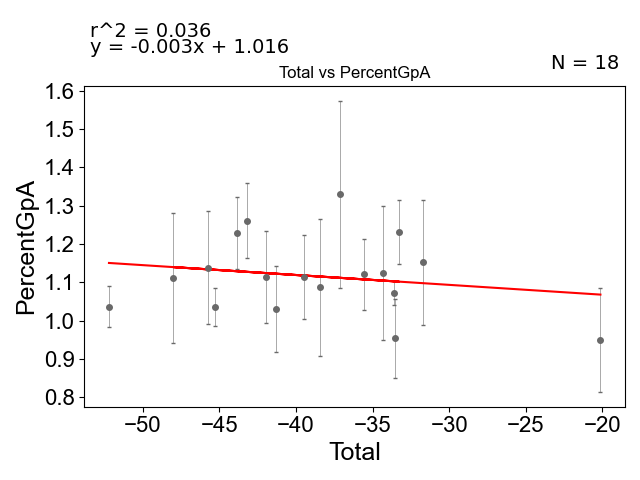 r^2 = 0.036
y = -0.003x + 1.016
N = 18
Total vs PercentGpA
1.6
1.5
1.4
1.3
1.2
1.1
1.0
0.9
0.8
PercentGpA
−50
−45
−40
−35
−30
−25
−20
Total